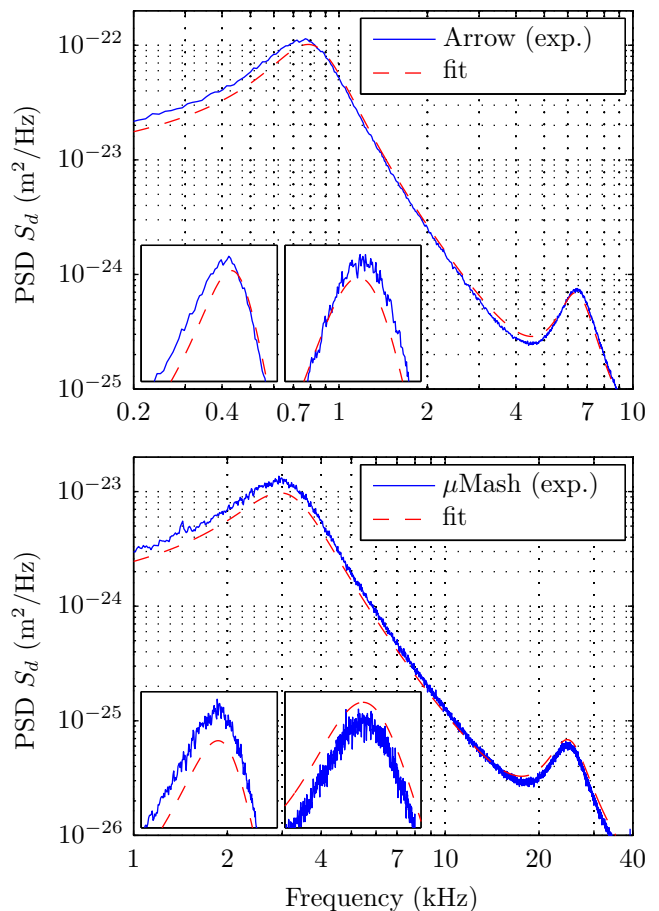 10⁻²²
10⁻²³
10⁻²⁴
10⁻²⁵
PSD S_d (m²/Hz)
Arrow (exp.)
fit
0.2 0.4 0.7 1 2 4 7 10
10⁻²³
10⁻²⁴
10⁻²⁵
10⁻²⁶
PSD S_d (m²/Hz)
μMash (exp.)
fit
1 2 4 7 10 20 40
Frequency (kHz)